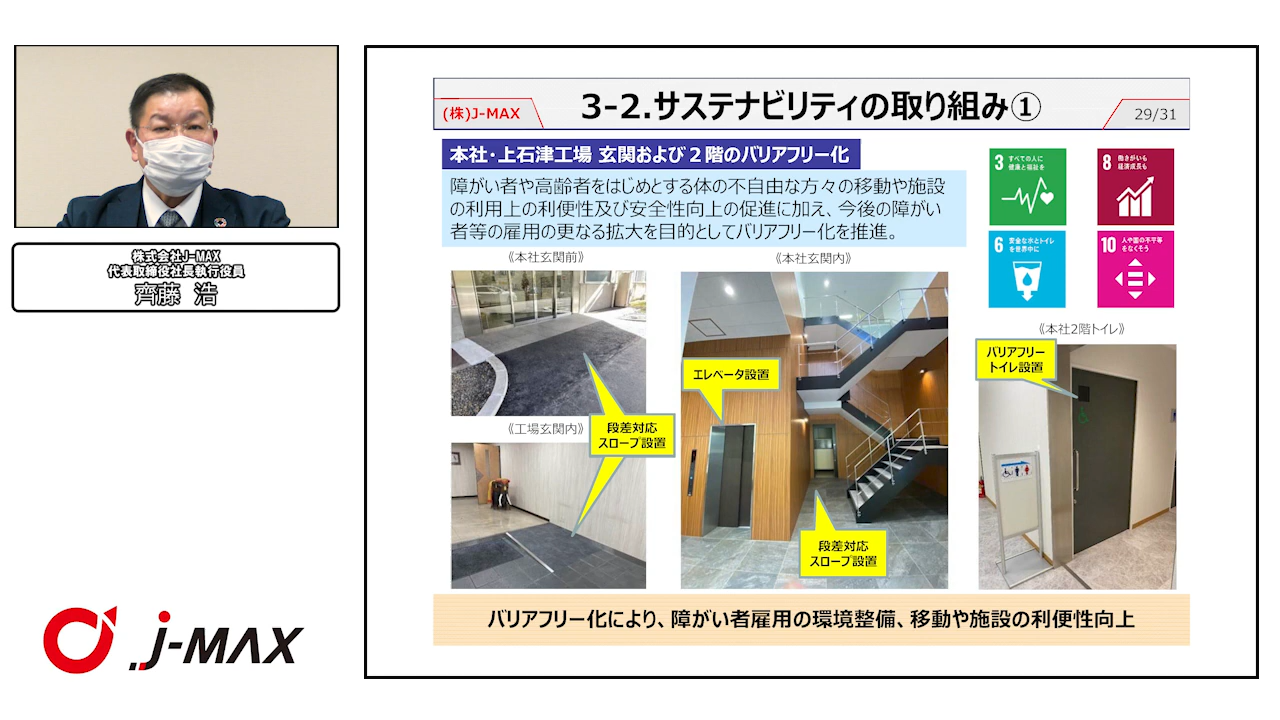 株式会社J-MAX
代表取締役社長執行役員
齊藤 浩
J-MAX
(株)J-MAX
3-2.サステナビリティの取り組み①
29/31
本社・上石津工場 玄関および２階のバリアフリー化
障がい者や高齢者をはじめとする体の不自由な方々の移動や施設
の利用上の利便性及び安全性向上の促進に加え、今後の障がい
者等の雇用の更なる拡大を目的としてバリアフリー化を推進。
3 すべての人に
健康と福祉を
8 働きがいも
経済成長も
6 安全な水とトイレ
を世界中に
10 人や国の不平等
をなくそう
《本社玄関前》
《本社玄関内》
《本社2階トイレ》
バリアフリー
トイレ設置
エレベータ設置
《工場玄関内》
段差対応
スロープ設置
段差対応
スロープ設置
バリアフリー化により、障がい者雇用の環境整備、移動や施設の利便性向上